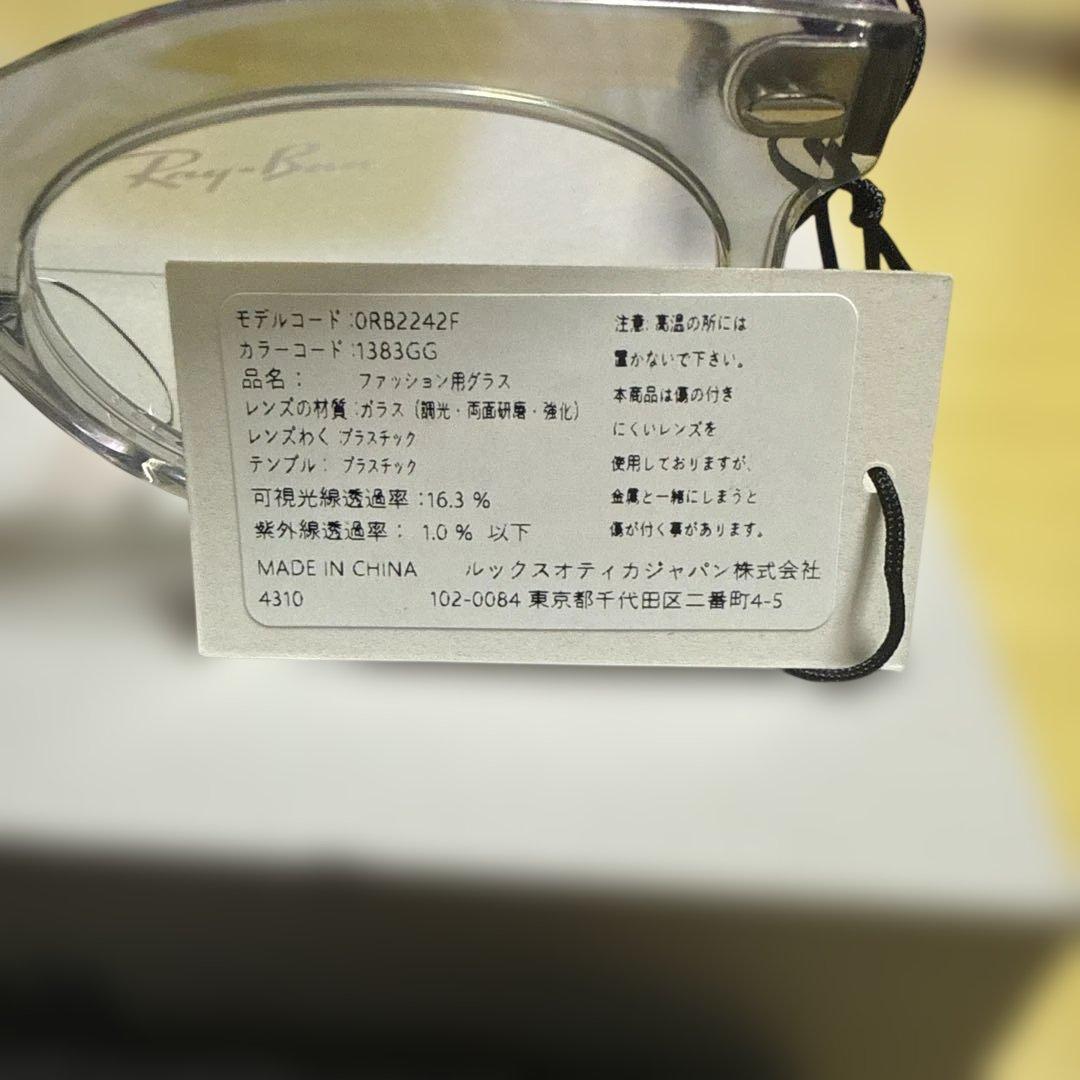 Ray-Ban
モデルコード :0RB2242F
カラーコード :1383GG
品名： ファッション用グラス
レンズの材質 :ガラス（調光・両面研磨・強化）
レンズわく :プラスチック
テンプル： プラスチック
可視光線透過率 :16.3 %
紫外線透過率： 1.0 % 以下
注意: 高温の所には
置かないで下さい。
本商品は傷の付き
にくいレンズを
使用しておりますが、
金属と一緒にしまうと
傷が付く事があります。
MADE IN CHINA ルックスオティカジャパン株式会社
4310 102-0084 東京都千代田区二番町4-5